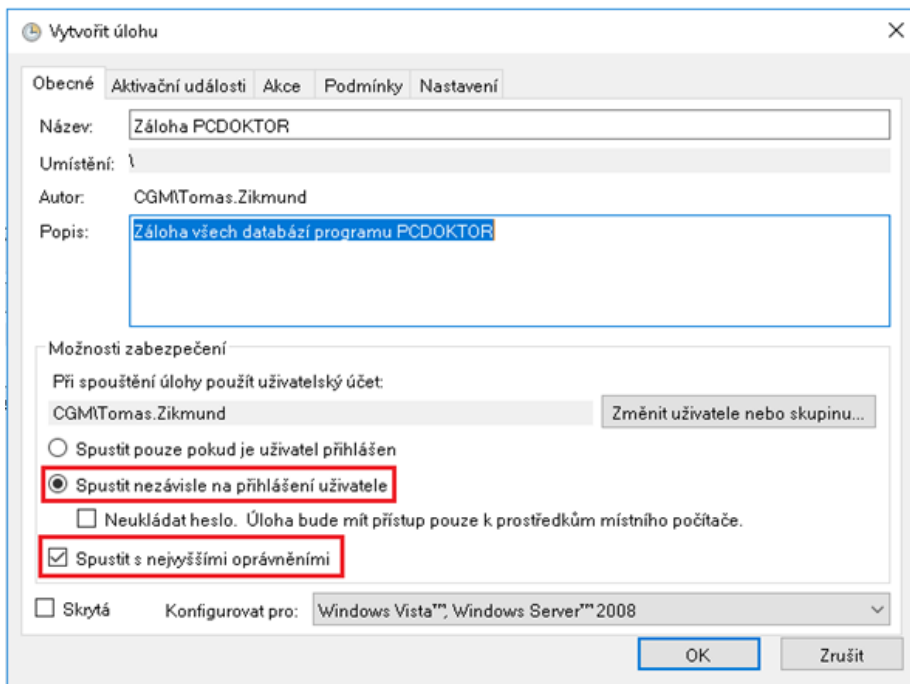 Vytvořit úlohu
Obecné Aktivační události Akce Podmínky Nastavení
Název: Záloha PCDOKTOR
Umístění: \
Autor: CGM\Tomas.Zikmund
Popis: Záloha všech databází programu PCDOKTOR
Možnosti zabezpečení
Při spouštění úlohy použít uživatelský účet:
CGM\Tomas.Zikmund Změnit uživatele nebo skupinu...
Spustit pouze pokud je uživatel přihlášen
Spustit nezávisle na přihlášení uživatele
Neukládat heslo. Úloha bude mít přístup pouze k prostředkům místního počítače.
Spustit s nejvyššími oprávněními
Skrytá Konfigurovat pro: Windows Vista™, Windows Server™ 2008
OK Zrušit